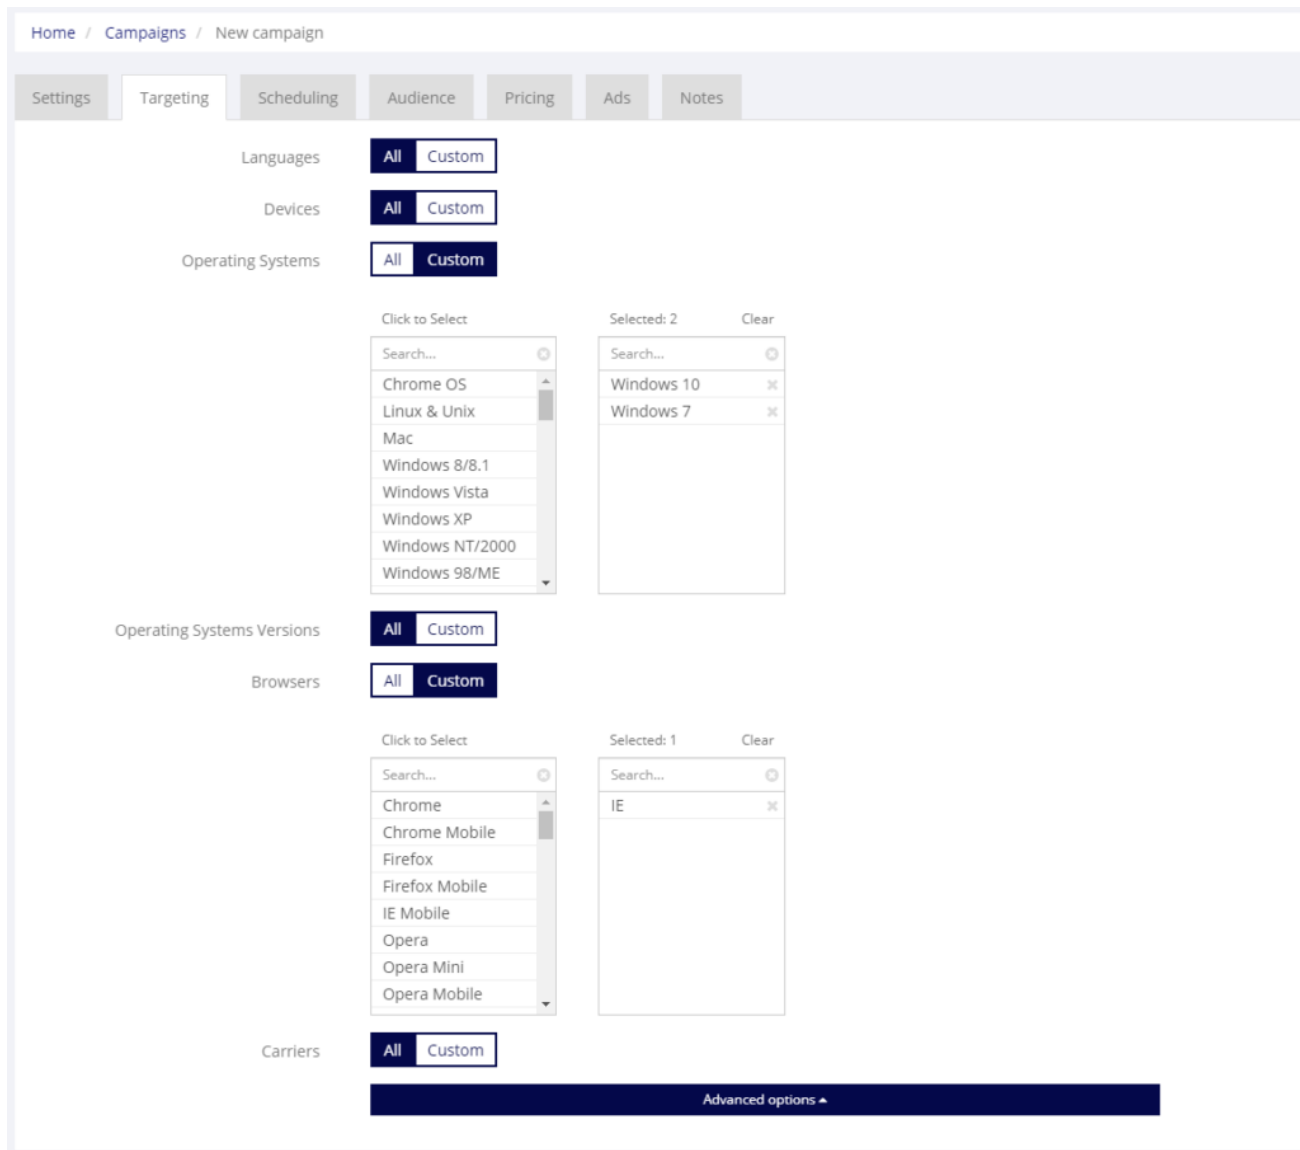 Home / Campaigns / New campaign
Settings Targeting Scheduling Audience Pricing Ads Notes
Languages All Custom
Devices All Custom
Operating Systems All Custom
Click to Select Selected: 2 Clear
Search... Search...
Chrome OS Windows 10
Linux & Unix Windows 7
Mac
Windows 8/8.1
Windows Vista
Windows XP
Windows NT/2000
Windows 98/ME
Operating Systems Versions All Custom
Browsers All Custom
Click to Select Selected: 1 Clear
Search... Search...
Chrome IE
Chrome Mobile
Firefox
Firefox Mobile
IE Mobile
Opera
Opera Mini
Opera Mobile
Carriers All Custom
Advanced options